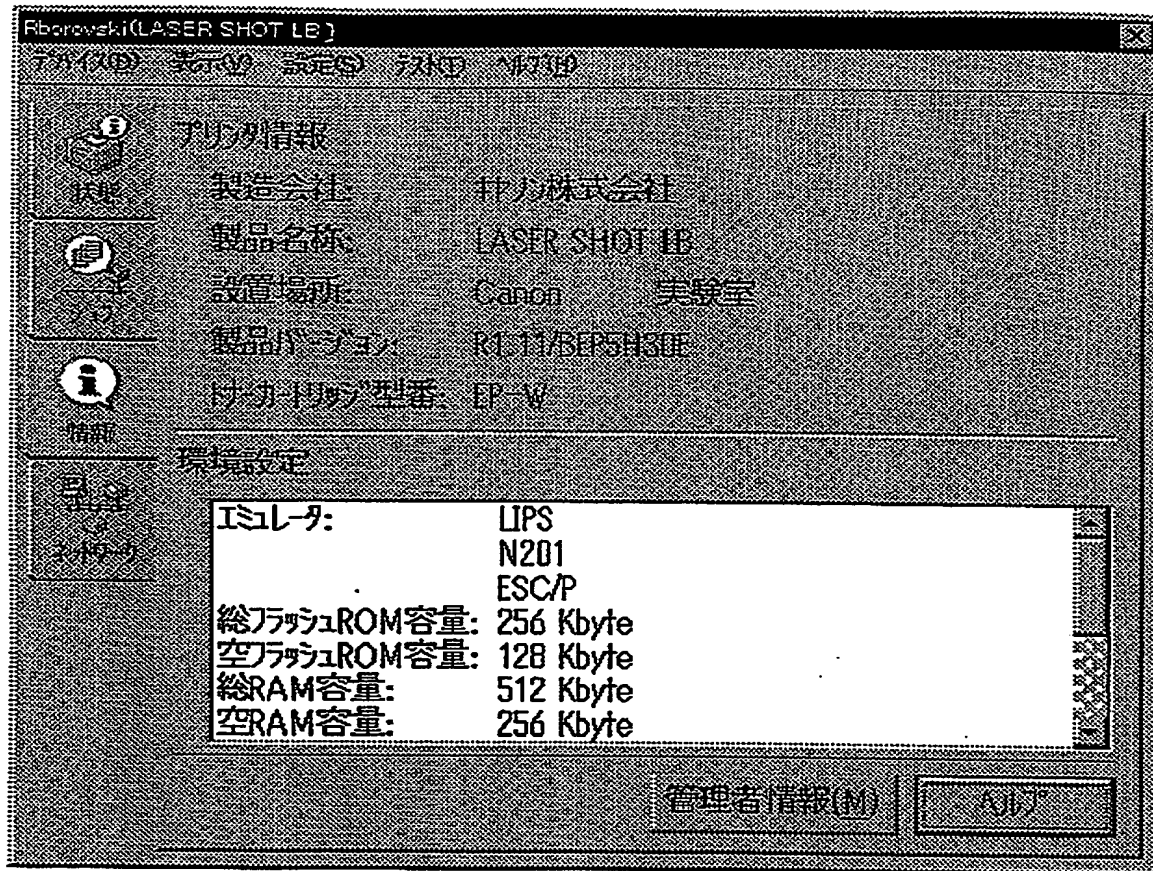 Rborovski(LASER SHOT LB )
デバイス(D) 表示(V) 設定(S) テスト(T) ヘルプ(H)
状態
ジョブ
情報
ネットワーク
プリンタ情報
製造会社: キヤノン株式会社
製品名称: LASER SHOT LB
設置場所: Canon 実験室
製品バージョン: R1.11/BEP5H30E
トナーカートリッジ型番: EP-W
環境設定
エミュレータ: LIPS
N201
ESC/P
総フラッシュROM容量: 256 Kbyte
空フラッシュROM容量: 128 Kbyte
総RAM容量: 512 Kbyte
空RAM容量: 256 Kbyte
管理者情報(M) ヘルプ